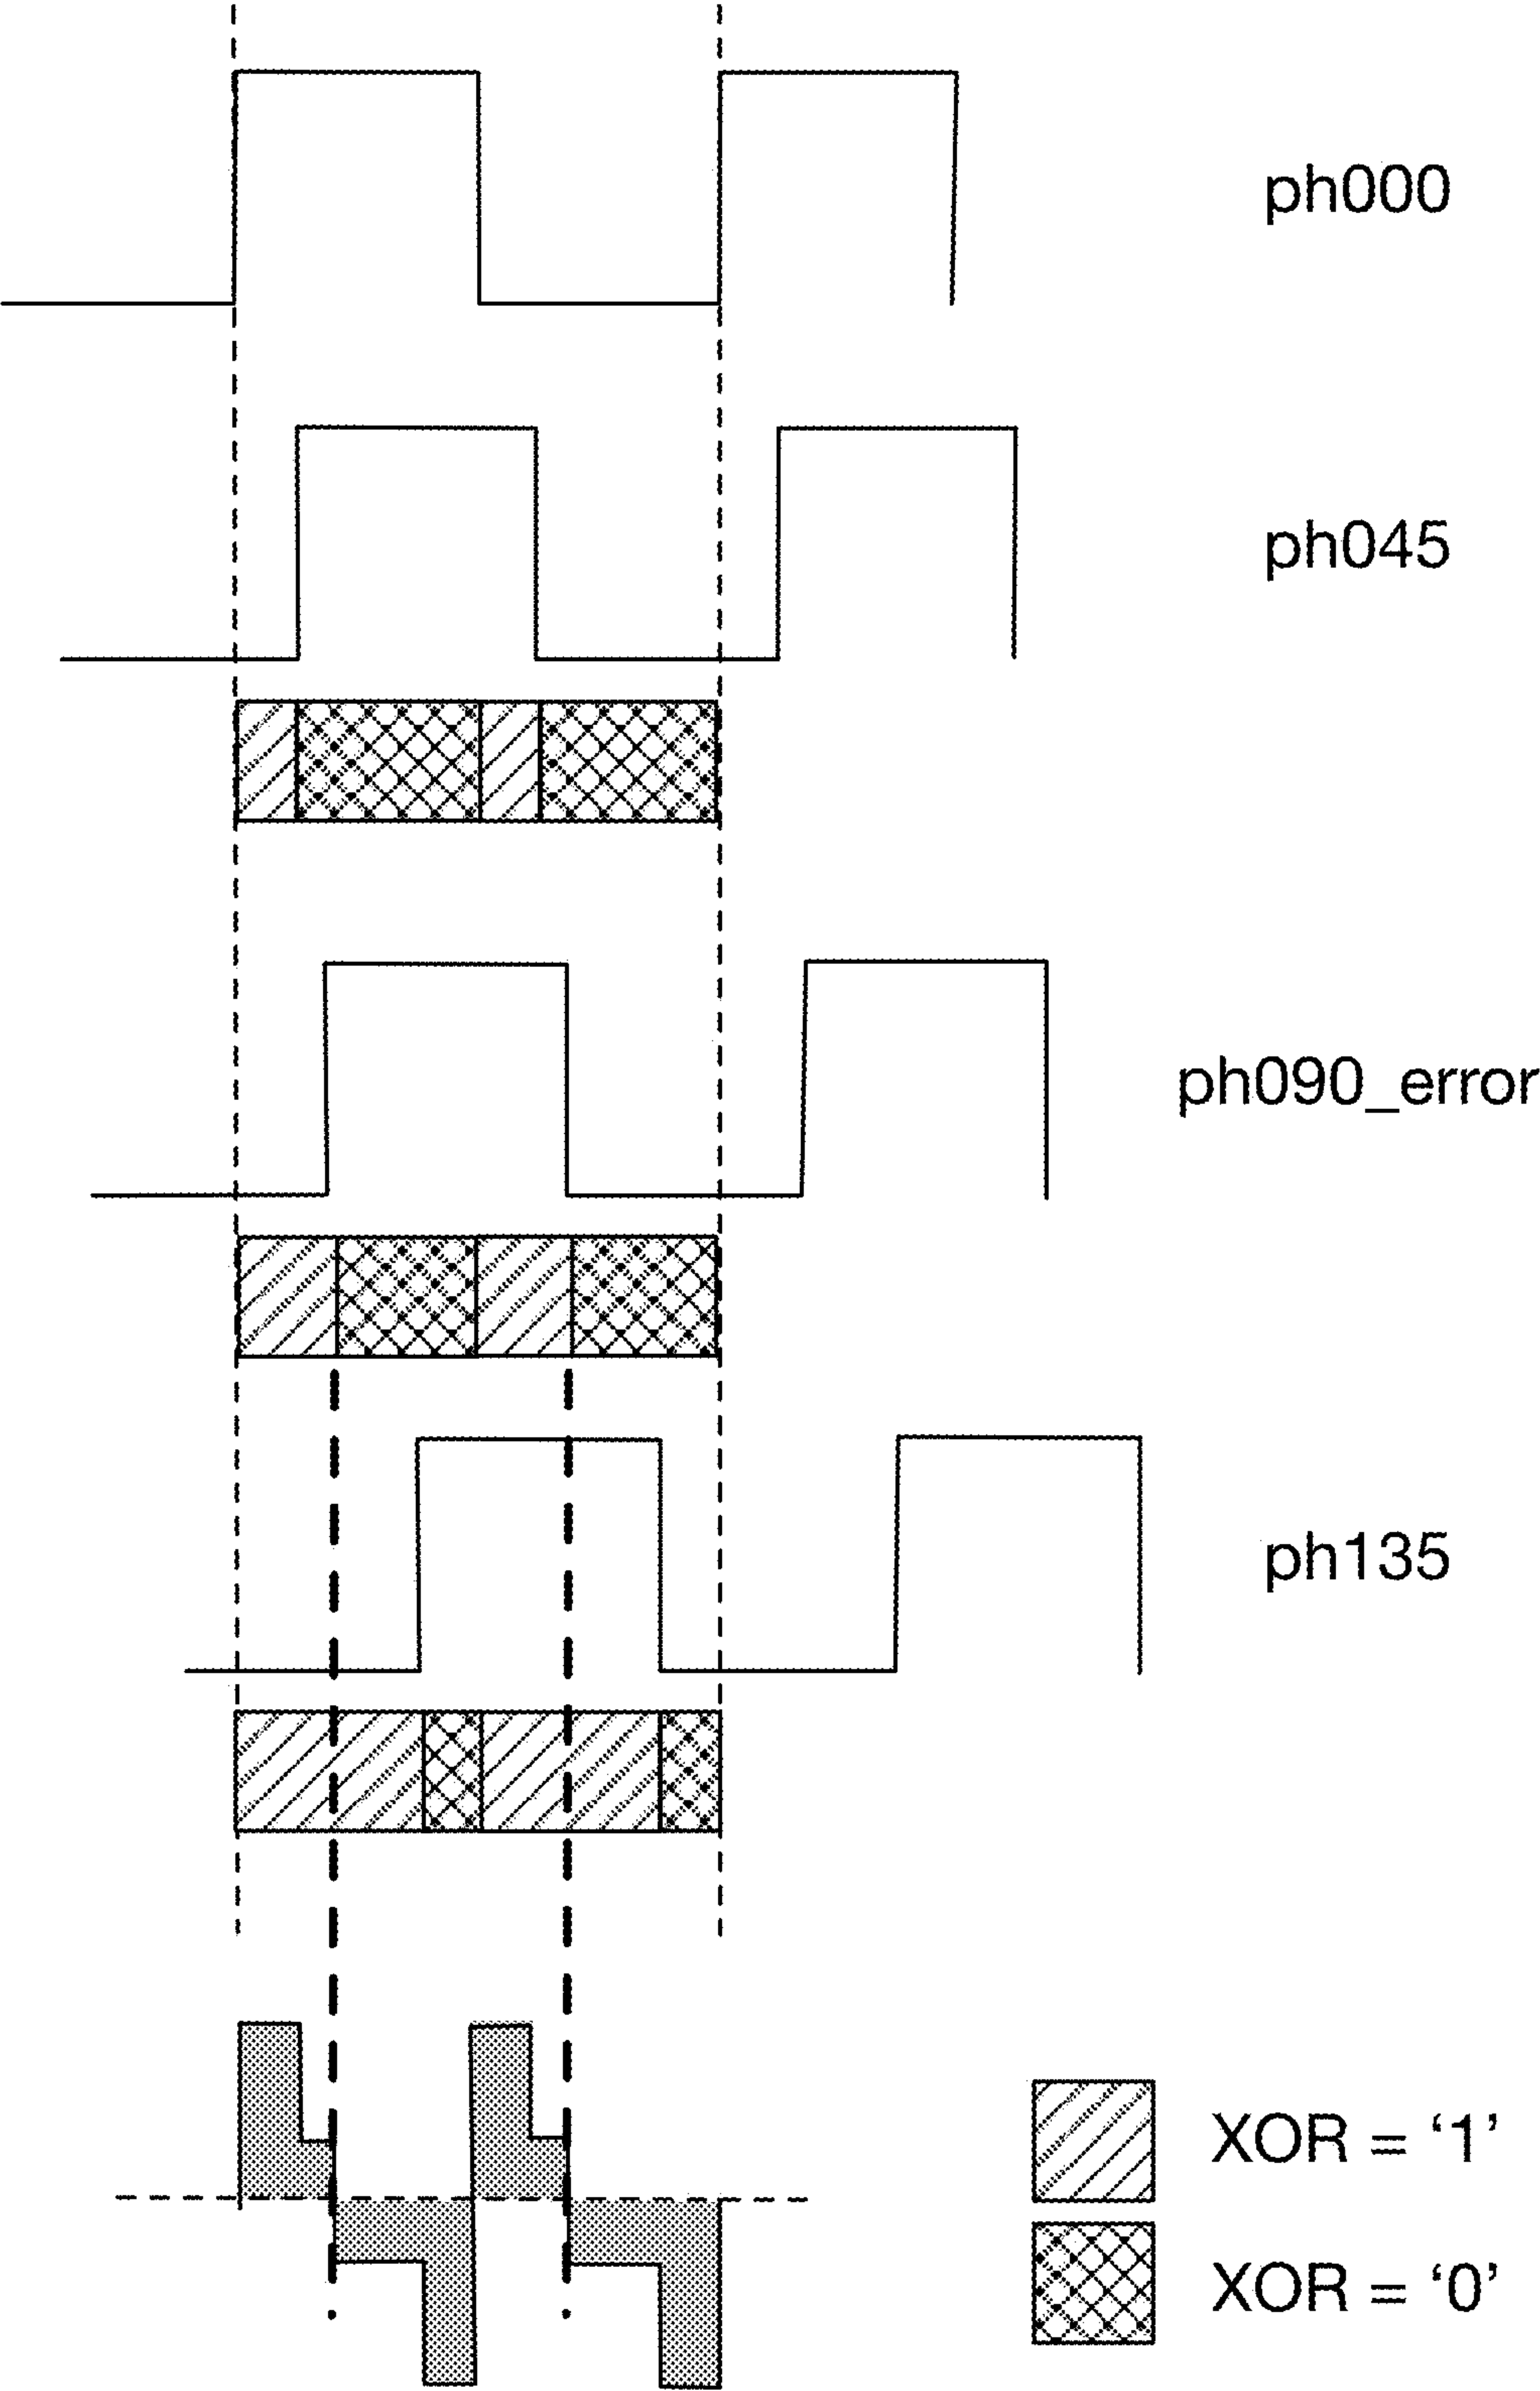 ph000
ph045
ph090_error
ph135
XOR = ‘1’
XOR = ‘0’